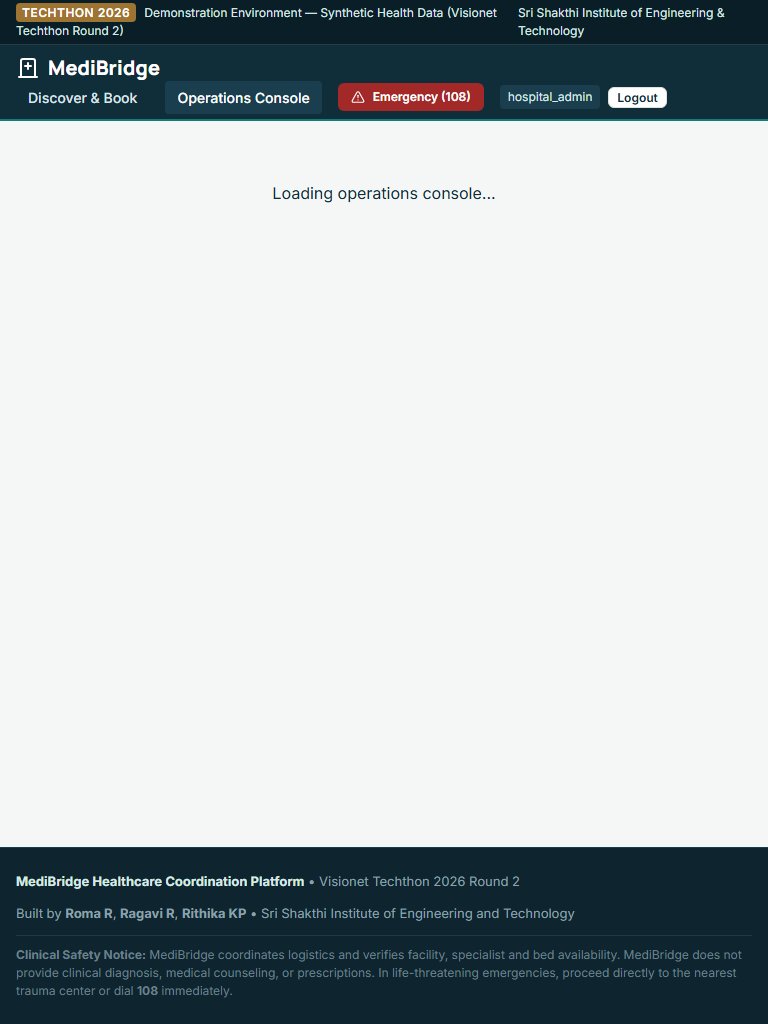 TECHTHON 2026 Demonstration Environment — Synthetic Health Data (Visionet Techthon Round 2)
Sri Shakthi Institute of Engineering & Technology
MediBridge
Discover & Book
Operations Console
Emergency (108)
hospital_admin
Logout
Loading operations console...
MediBridge Healthcare Coordination Platform • Visionet Techthon 2026 Round 2
Built by Roma R, Ragavi R, Rithika KP • Sri Shakthi Institute of Engineering and Technology
Clinical Safety Notice: MediBridge coordinates logistics and verifies facility, specialist and bed availability. MediBridge does not
provide clinical diagnosis, medical counseling, or prescriptions. In life-threatening emergencies, proceed directly to the nearest
trauma center or dial 108 immediately.